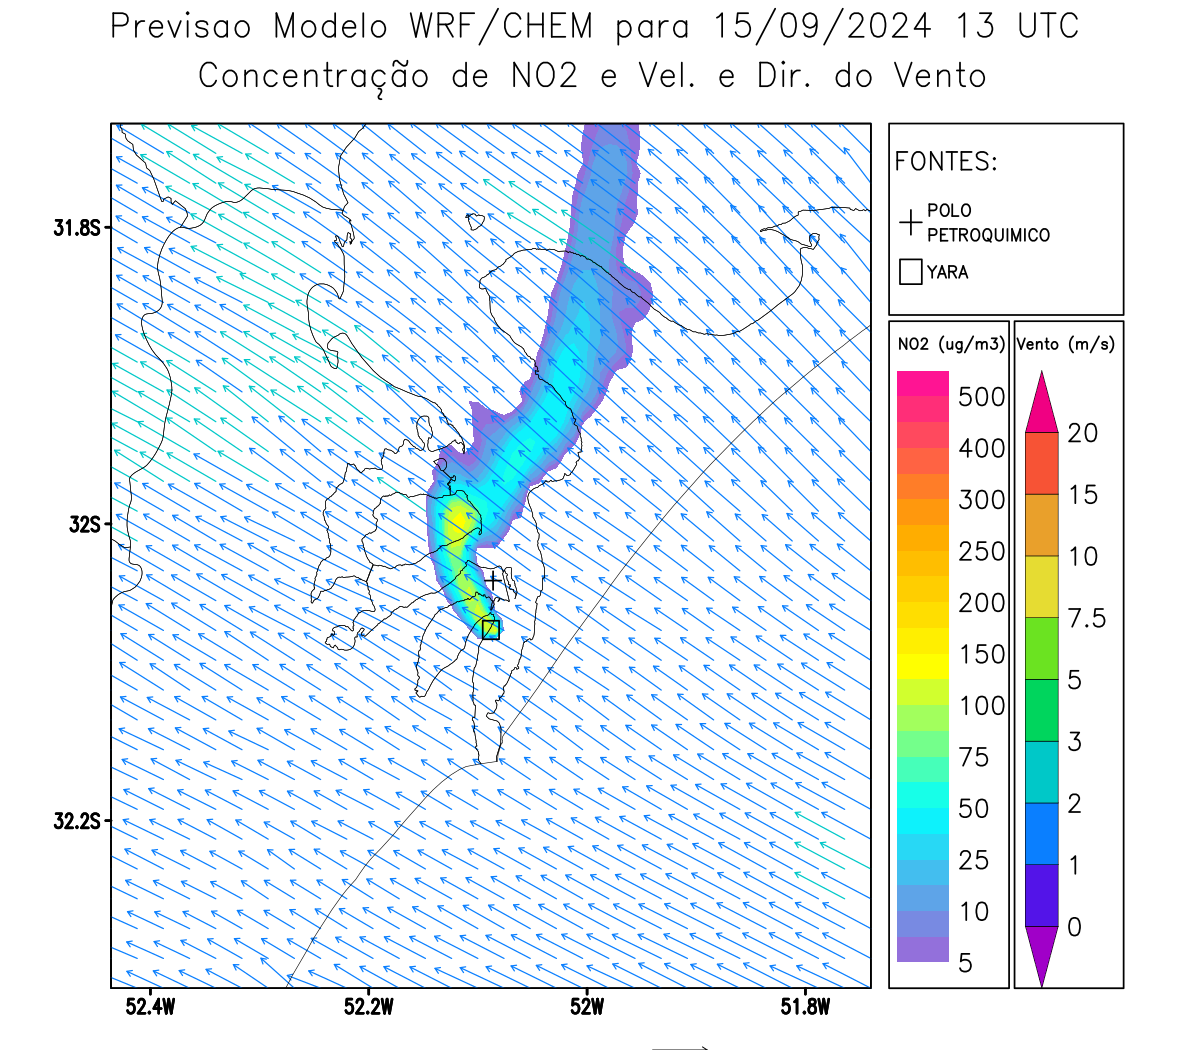 Previsao Modelo WRF/CHEM para 15/09/2024 13 UTC
Concentração de NO2 e Vel. e Dir. do Vento
FONTES:
POLO
PETROQUIMICO
YARA
31.8S
32S
32.2S
52.4W
52.2W
52W
51.8W
NO2 (ug/m3)
500
400
300
250
200
150
100
75
50
25
10
5
Vento (m/s)
20
15
10
7.5
5
3
2
1
0